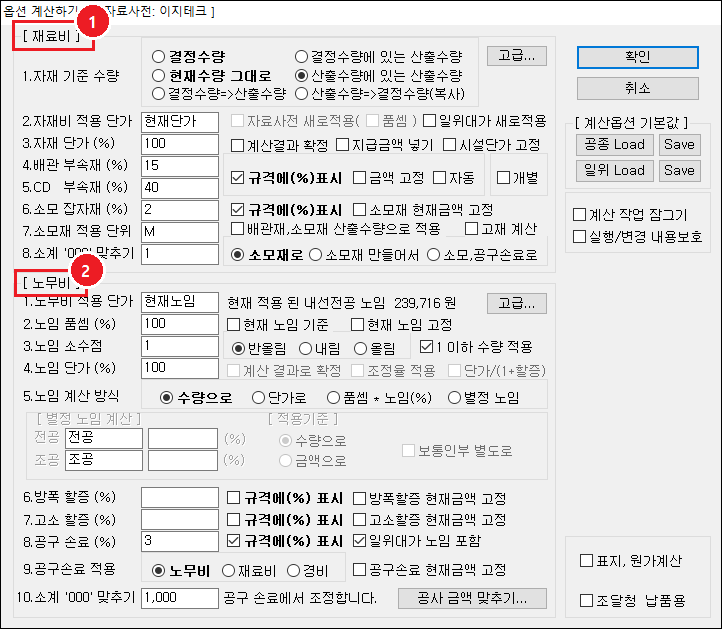 옵션 계산하기 자료사전: 이지테크 ]
1
[ 재료비 ]
1.자재 기준 수량
결정수량 결정수량에 있는 산출수량
현재수량 그대로 산출수량에 있는 산출수량
결정수량=>산출수량 산출수량=>결정수량(복사)
고급...
2.자재비 적용 단가 현재단가 자료사전 새로적용( 품셈 ) 일위대가 새로적용
3.자재 단가 (%) 100 계산결과 확정 지급금액 넣기 시설단가 고정
4.배관 부속재 (%) 15
5.CD 부속재 (%) 40
규격에(%)표시 금액 고정 자동 개별
6.소모 잡자재 (%) 2 규격에(%)표시 소모재 현재금액 고정
7.소모재 적용 단위 M 배관재,소모재 산출수량으로 적용 고재 계산
8.소계 '000' 맞추기 1 소모재로 소모재 만들어서 소모,공구손료로
2
[ 노무비 ]
1.노무비 적용 단가 현재노임 현재 적용 된 내선전공 노임 239,716 원 고급...
2.노임 품셈 (%) 100 현재 노임 기준 현재 노임 고정
3.노임 소수점 1 반올림 내림 올림 1 이하 수량 적용
4.노임 단가 (%) 100 계산 결과로 확정 조정율 적용 단가/(1+할증)
5.노임 계산 방식 수량으로 단가로 품셈 * 노임(%) 별정 노임
[ 별정 노임 계산 ] [ 적용기준 ]
전공 전공 (%) 수량으로
조공 조공 (%) 금액으로
보통인부 별도로
6.방폭 할증 (%) 규격에(%) 표시 방폭할증 현재금액 고정
7.고소 할증 (%) 규격에(%) 표시 고소할증 현재금액 고정
8.공구 손료 (%) 3 규격에(%) 표시 일위대가 노임 포함
9.공구손료 적용 노무비 재료비 경비 공구손료 현재금액 고정
10.소계 '000' 맞추기 1,000 공구 손료에서 조정합니다. 공사 금액 맞추기...
확인
취소
[ 계산옵션 기본값 ]
공종 Load Save
일위 Load Save
계산 작업 잠그기
실행/변경 내용보호
표지, 원가계산
조달청 납품용